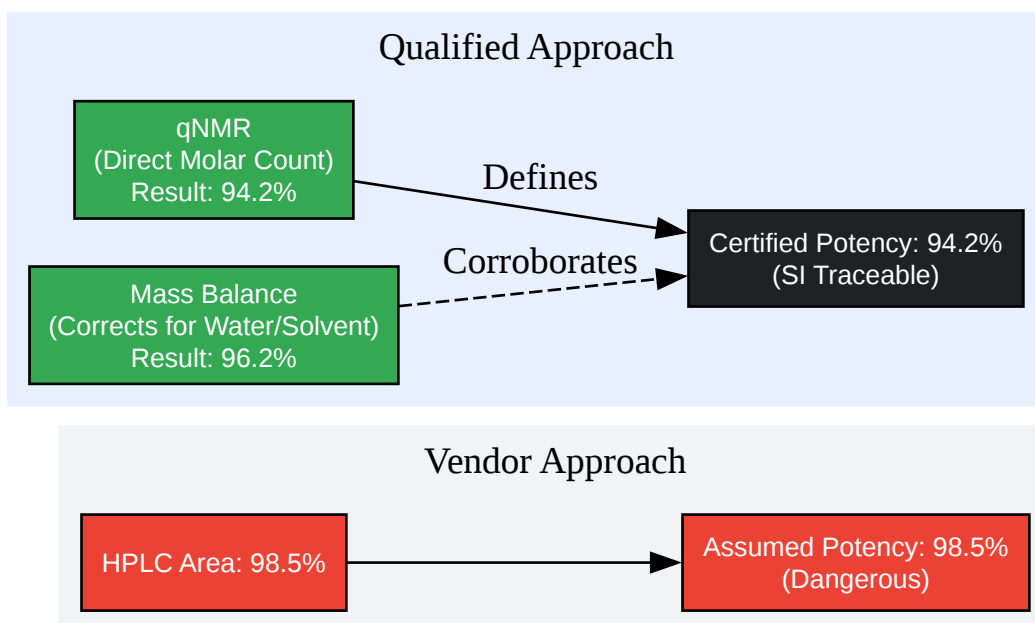 Qualified Approach
qNMR
(Direct Molar Count)
Result: 94.2%
Defines
Certified Potency: 94.2%
(SI Traceable)
Corroborates
Mass Balance
(Corrects for Water/Solvent)
Result: 96.2%
Vendor Approach
HPLC Area: 98.5%
Assumed Potency: 98.5%
(Dangerous)